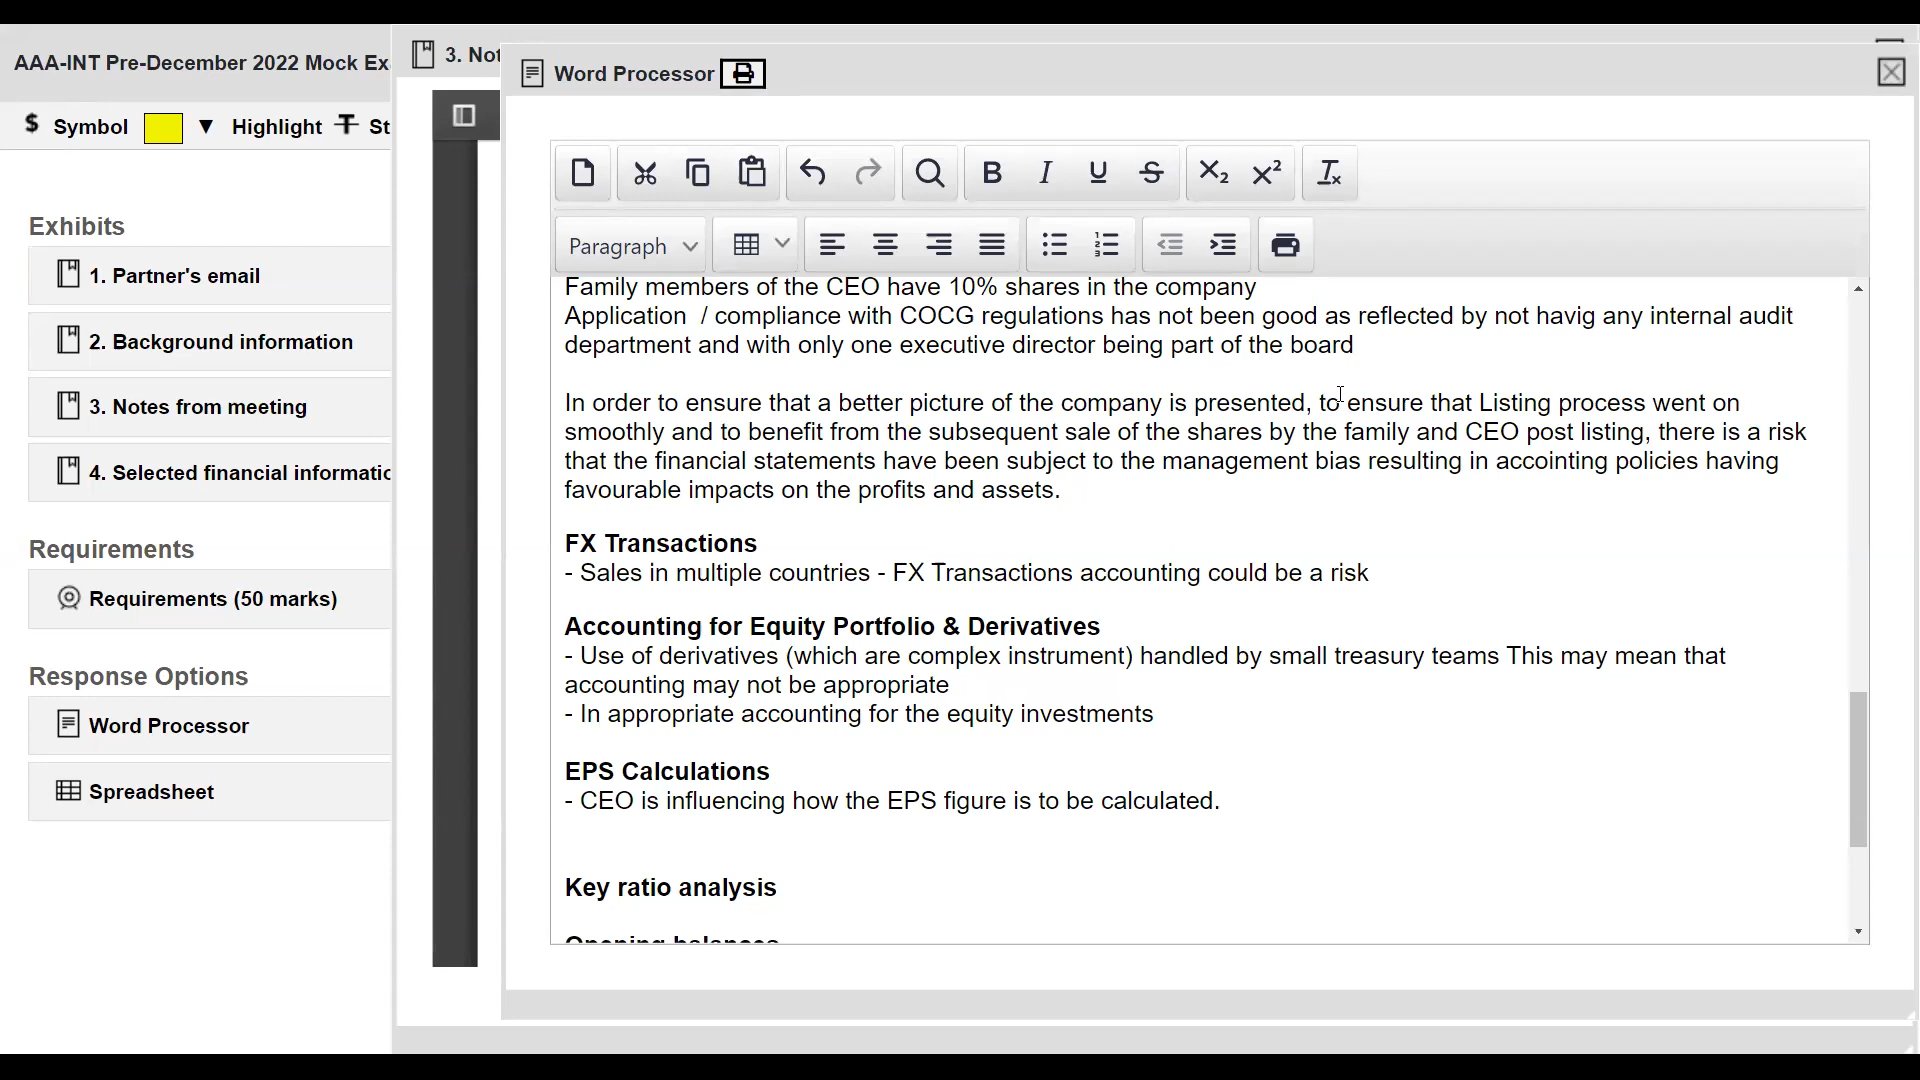 AAA-INT Pre-December 2022 Mock Ex
3. Not
Word Processor
$ Symbol ▼ Highlight T St
B I U S X₂ X² Tx
Paragraph
Exhibits
1. Partner's email
2. Background information
3. Notes from meeting
4. Selected financial informatic
Requirements
Requirements (50 marks)
Response Options
Word Processor
Spreadsheet
Family members of the CEO have 10% shares in the company
Application  / compliance with COCG regulations has not been good as reflected by not havig any internal audit
department and with only one executive director being part of the board
In order to ensure that a better picture of the company is presented, to ensure that Listing process went on
smoothly and to benefit from the subsequent sale of the shares by the family and CEO post listing, there is a risk
that the financial statements have been subject to the management bias resulting in accointing policies having
favourable impacts on the profits and assets.
FX Transactions
- Sales in multiple countries - FX Transactions accounting could be a risk
Accounting for Equity Portfolio & Derivatives
- Use of derivatives (which are complex instrument) handled by small treasury teams This may mean that
accounting may not be appropriate
- In appropriate accounting for the equity investments
EPS Calculations
- CEO is influencing how the EPS figure is to be calculated.
Key ratio analysis
Opening balances